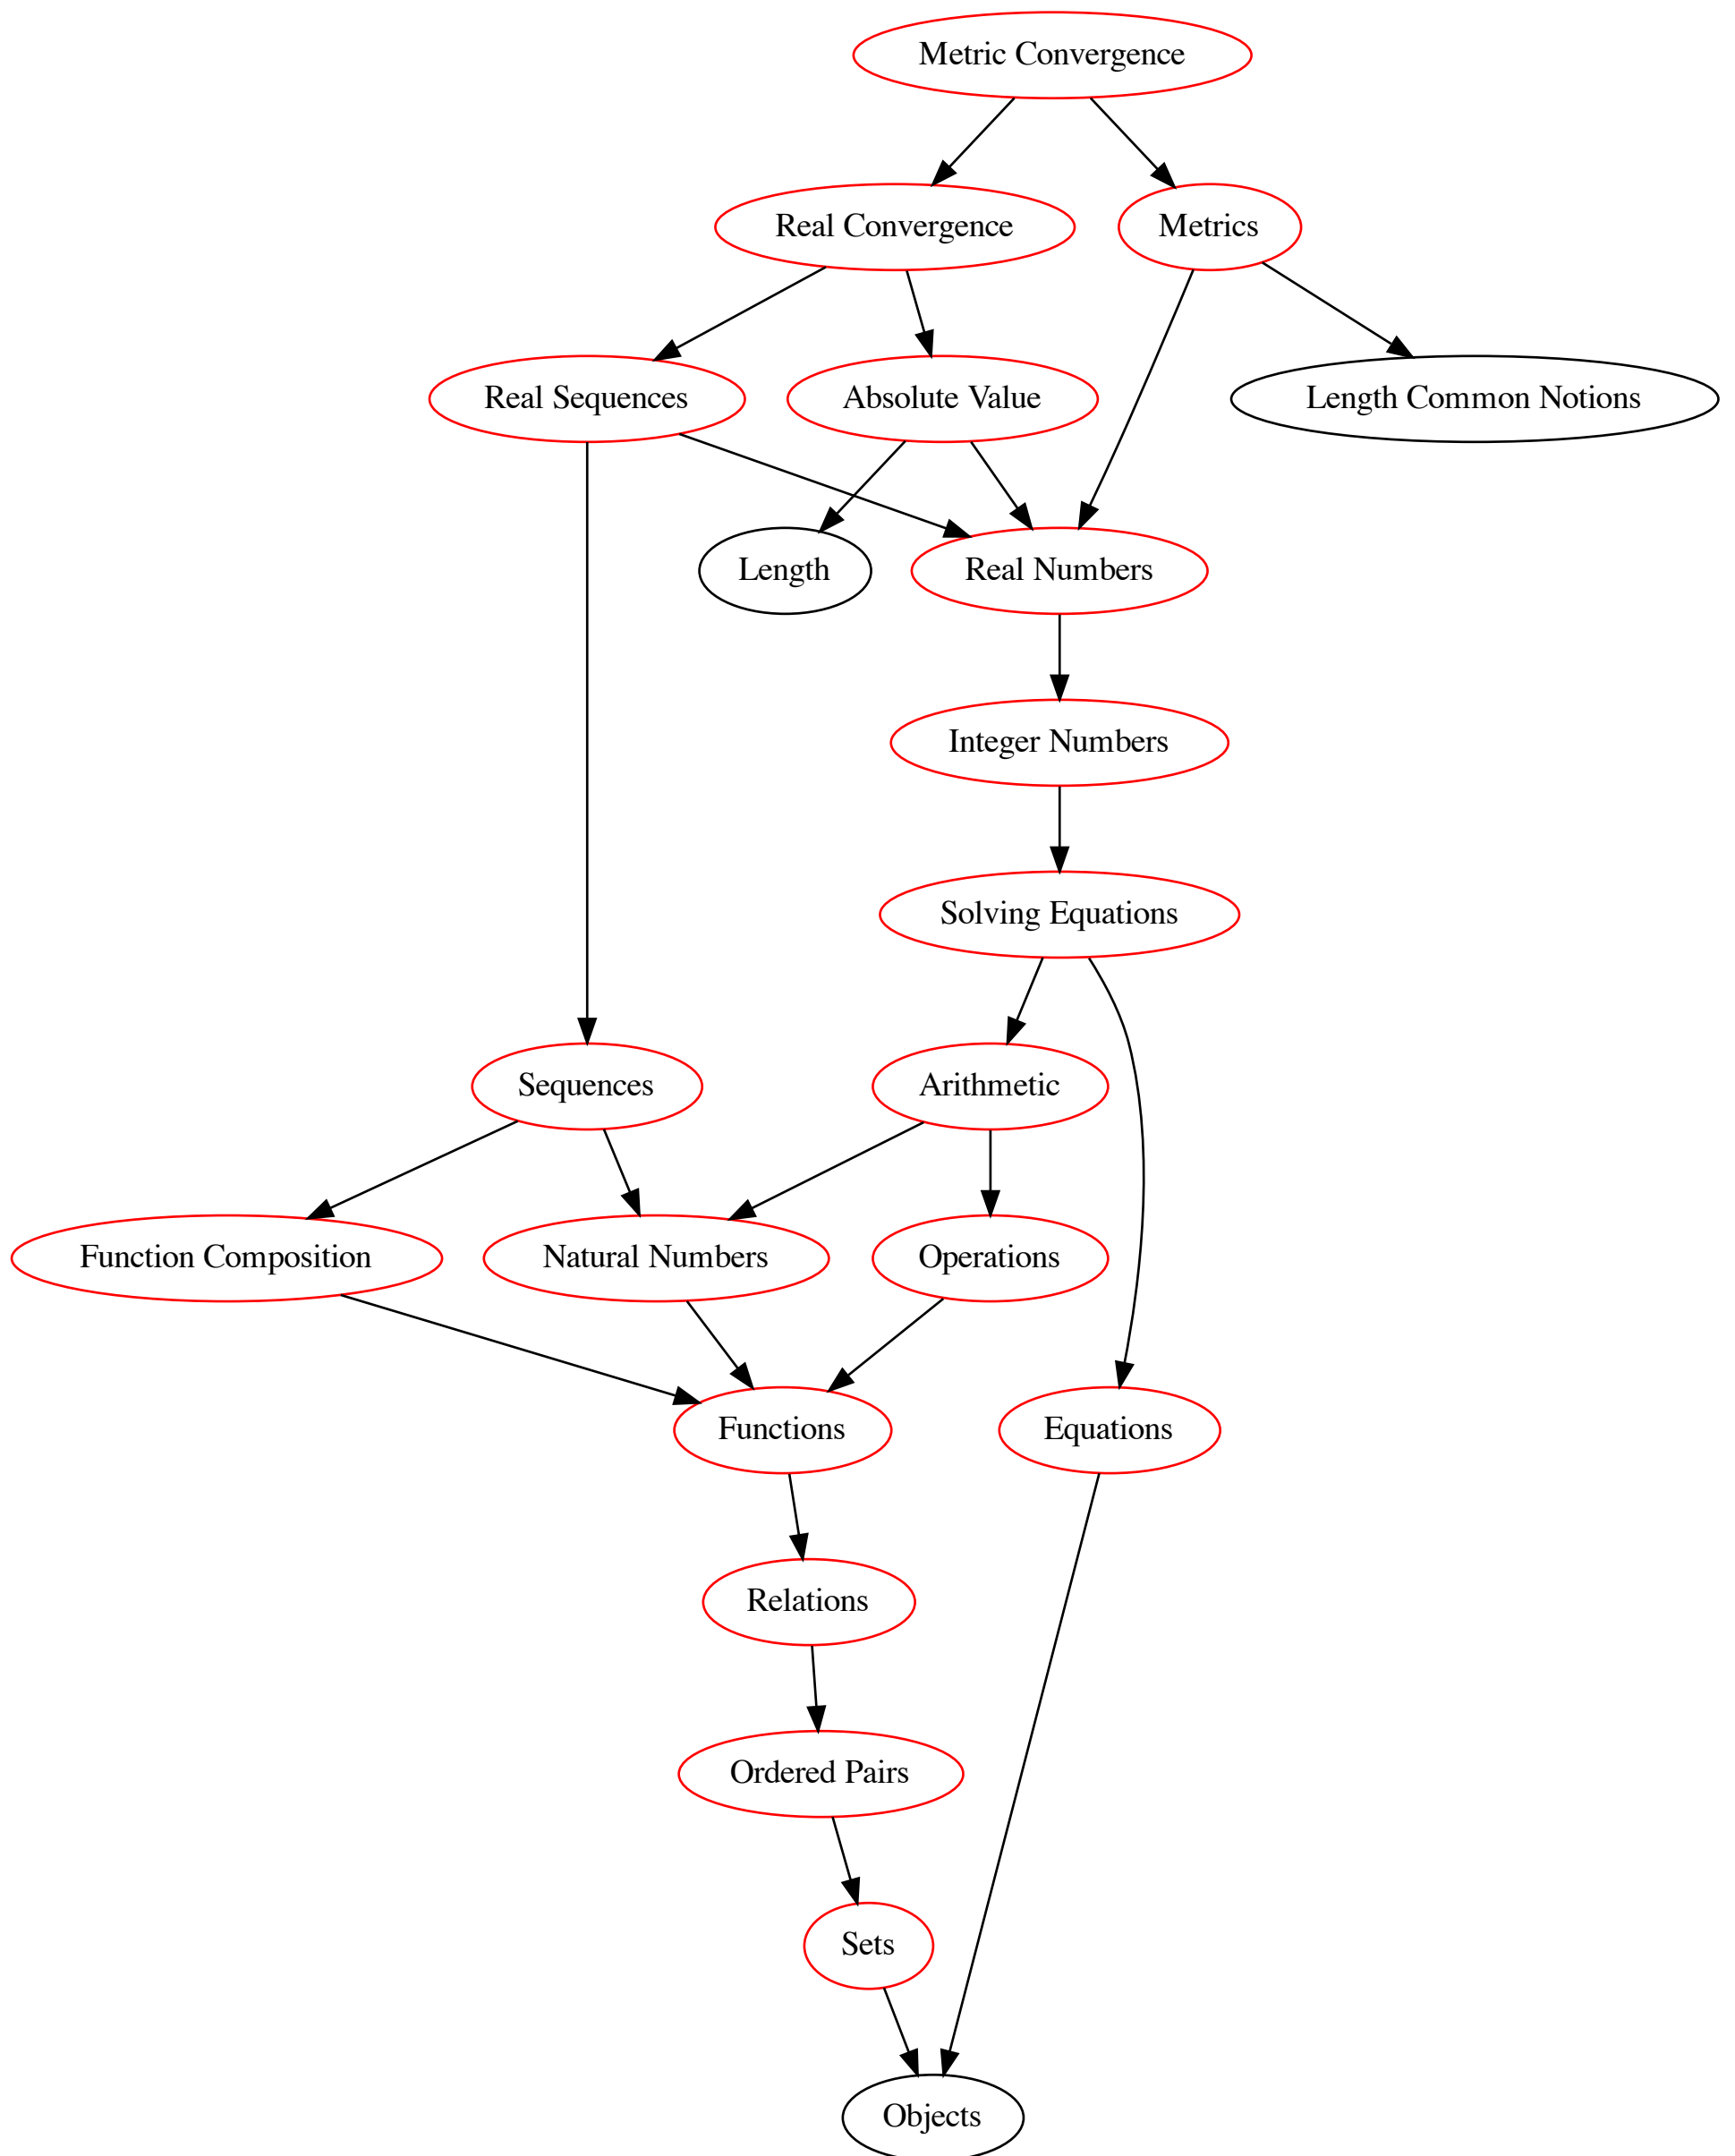 Metric Convergence
Real Convergence
Metrics
Real Sequences
Absolute Value
Length Common Notions
Length
Real Numbers
Integer Numbers
Solving Equations
Sequences
Arithmetic
Function Composition
Natural Numbers
Operations
Functions
Equations
Relations
Ordered Pairs
Sets
Objects